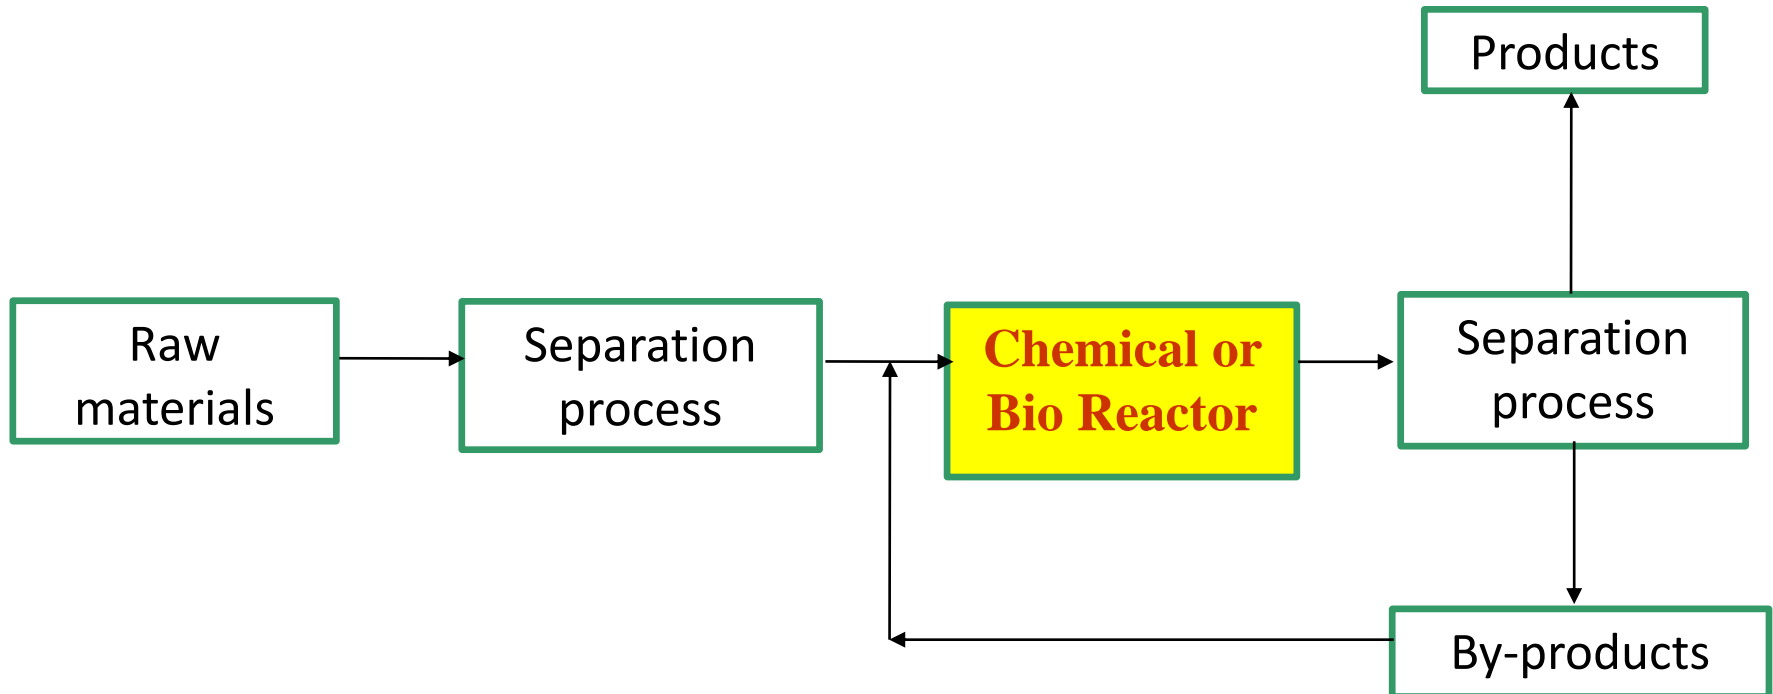 Products
Raw
materials
Separation
process
Chemical or
Bio Reactor
Separation
process
By-products